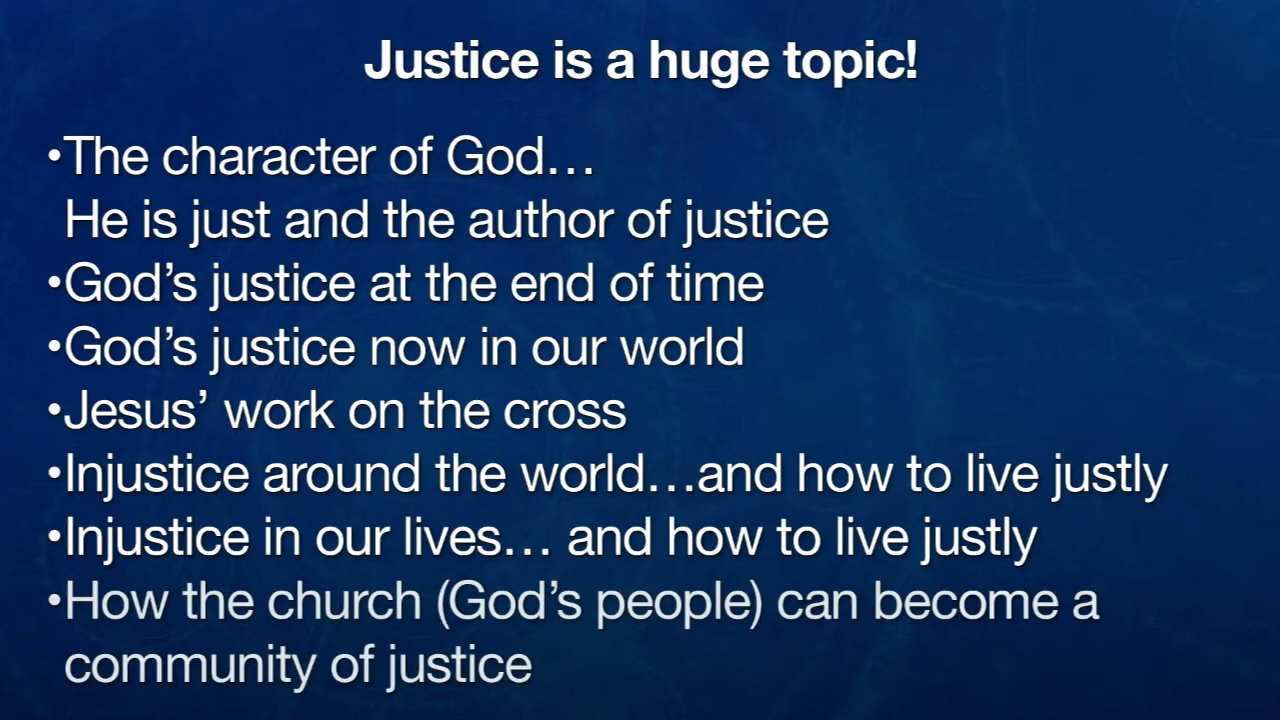 Justice is a huge topic!
•The character of God…
He is just and the author of justice
•God’s justice at the end of time
•God’s justice now in our world
•Jesus’ work on the cross
•Injustice around the world…and how to live justly
•Injustice in our lives… and how to live justly
•How the church (God’s people) can become a
community of justice